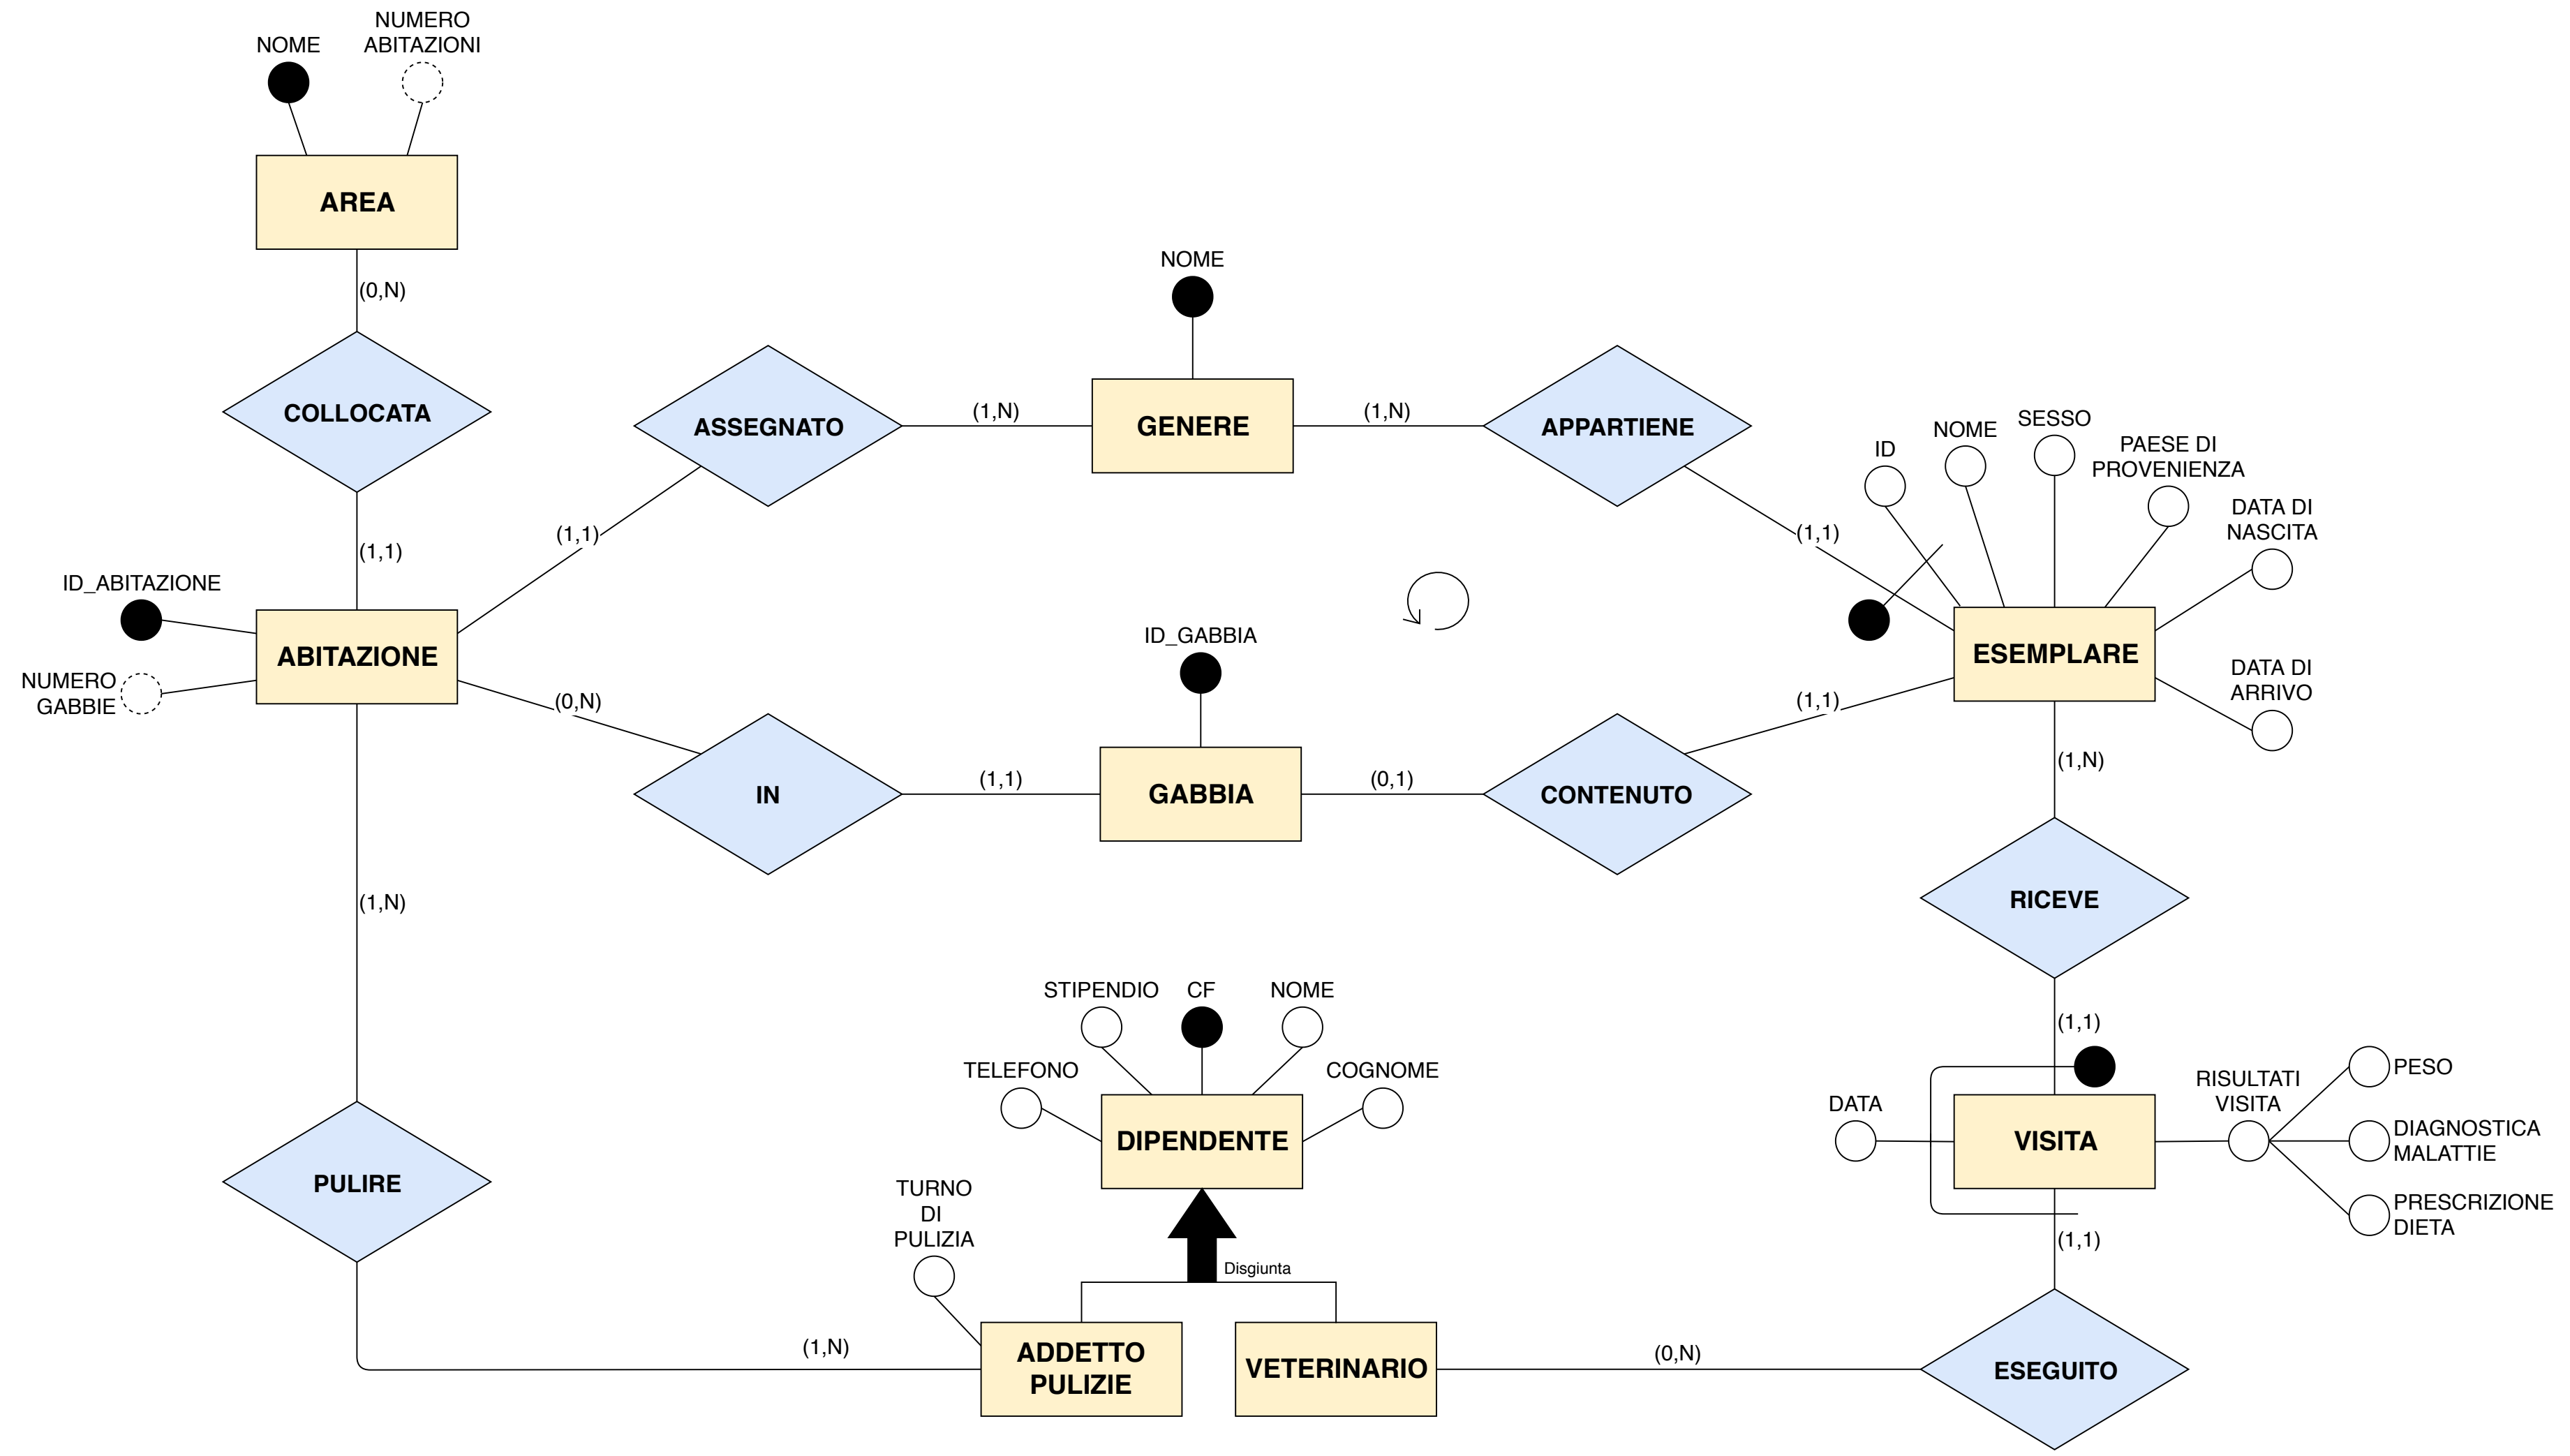 NUMERO
ABITAZIONI
NOME
AREA
(0,N)
COLLOCATA
(1,1)
ID_ABITAZIONE
ABITAZIONE
NUMERO
GABBIE
(1,1)
ASSEGNATO
(1,N)
NOME
GENERE
(1,N)
APPARTIENE
(1,1)
ID
NOME
SESSO
PAESE DI
PROVENIENZA
DATA DI
NASCITA
ESEMPLARE
DATA DI
ARRIVO
(0,N)
IN
(1,1)
ID_GABBIA
GABBIA
(0,1)
CONTENUTO
(1,1)
(1,N)
RICEVE
(1,1)
(1,N)
PULIRE
(1,N)
STIPENDIO
CF
NOME
TELEFONO
COGNOME
DIPENDENTE
TURNO
DI
PULIZIA
Disgiunta
ADDETTO
PULIZIE
VETERINARIO
(0,N)
DATA
VISITA
RISULTATI
VISITA
PESO
DIAGNOSTICA
MALATTIE
PRESCRIZIONE
DIETA
(1,1)
ESEGUITO